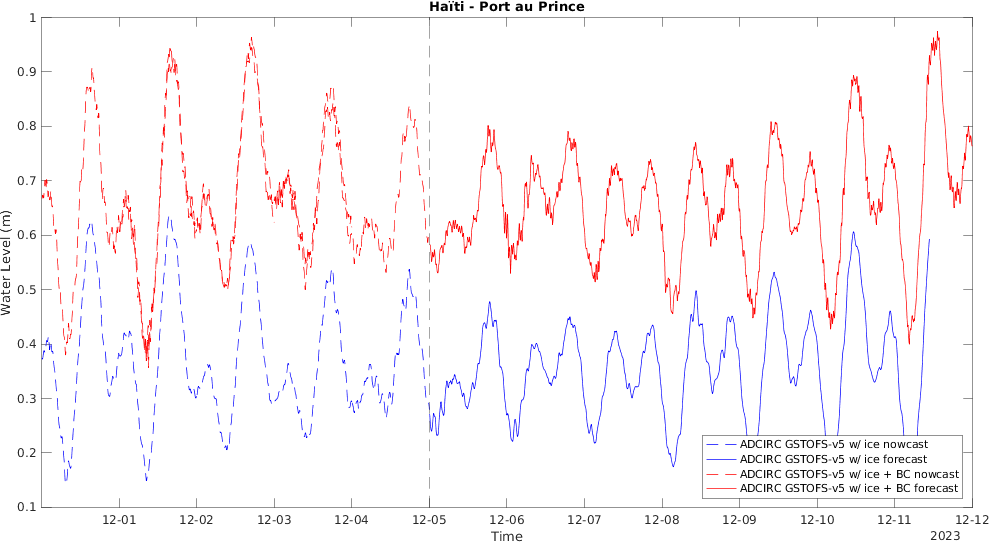 Haïti - Port au Prince
1
0.9
0.8
0.7
0.6
0.5
0.4
0.3
0.2
0.1
Water Level (m)
12-01 12-02 12-03 12-04 12-05 12-06 12-07 12-08 12-09 12-10 12-11 12-12
Time
2023
ADCIRC GSTOFS-v5 w/ ice nowcast
ADCIRC GSTOFS-v5 w/ ice forecast
ADCIRC GSTOFS-v5 w/ ice + BC nowcast
ADCIRC GSTOFS-v5 w/ ice + BC forecast